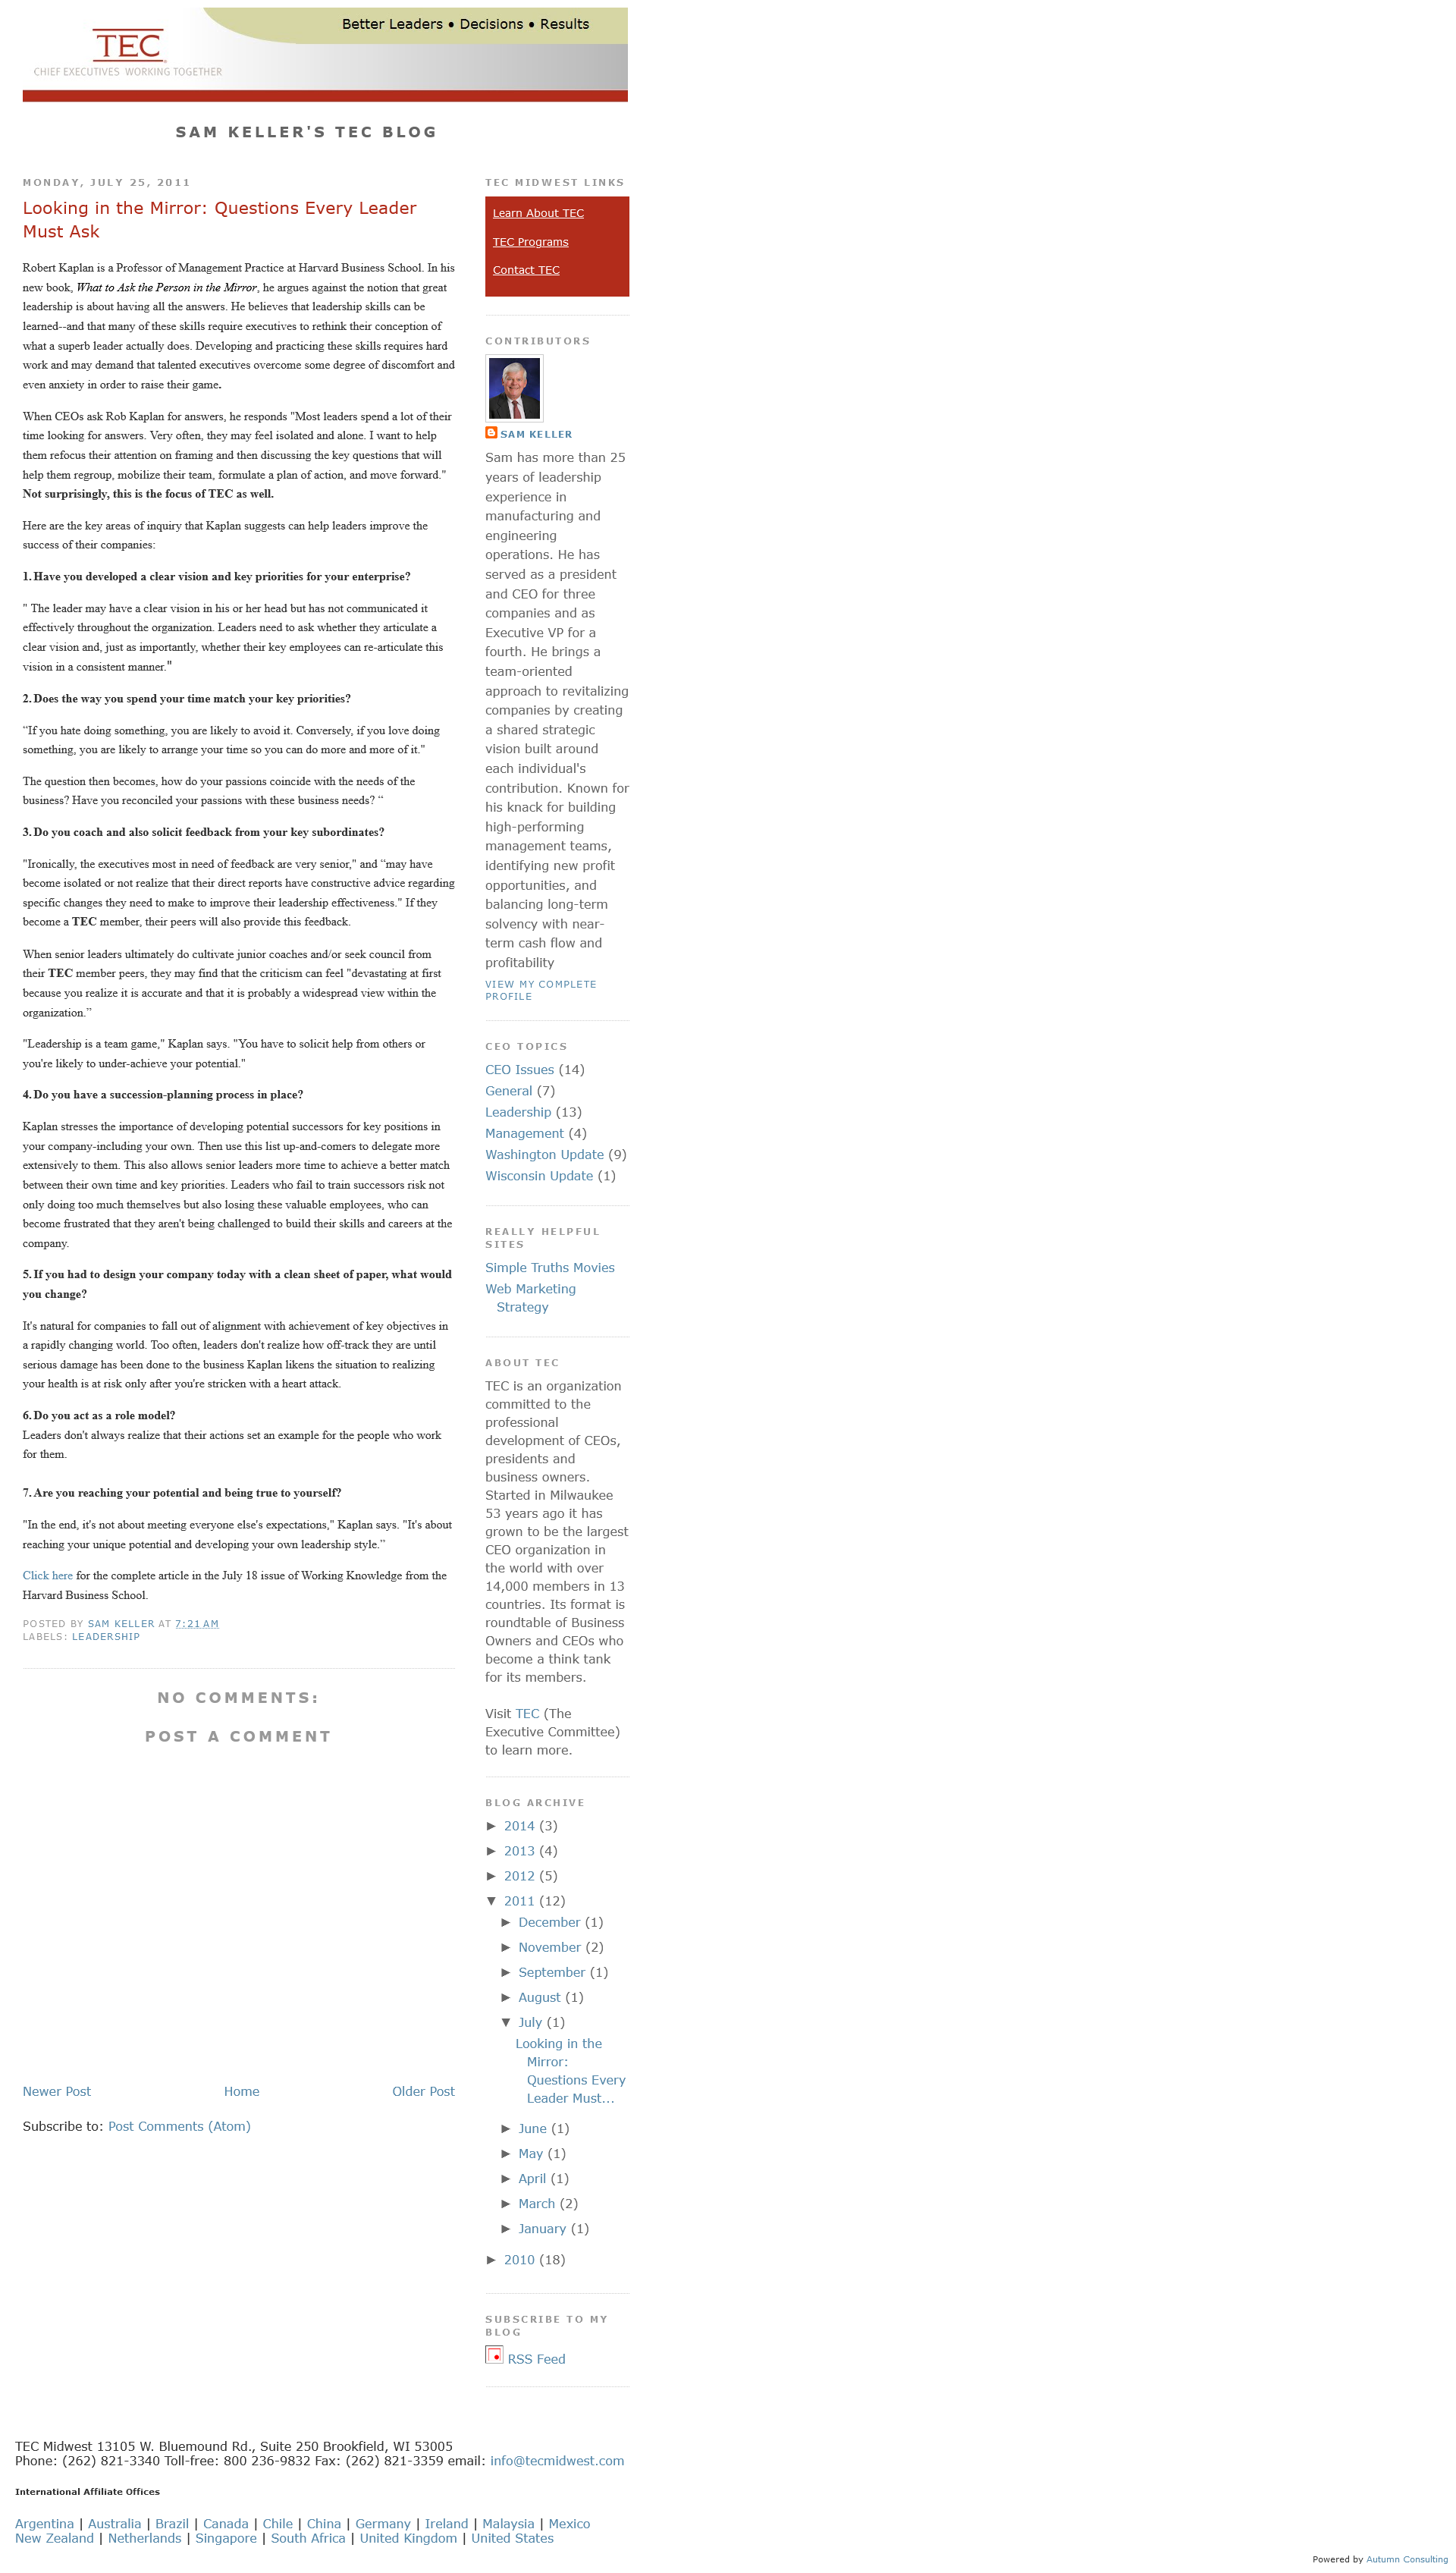 Better Leaders • Decisions • Results
TEC
CHIEF EXECUTIVES WORKING TOGETHER
SAM KELLER'S TEC BLOG
MONDAY, JULY 25, 2011
Looking in the Mirror: Questions Every Leader
Must Ask
Robert Kaplan is a Professor of Management Practice at Harvard Business School. In his
new book, What to Ask the Person in the Mirror, he argues against the notion that great
leadership is about having all the answers. He believes that leadership skills can be
learned--and that many of these skills require executives to rethink their conception of
what a superb leader actually does. Developing and practicing these skills requires hard
work and may demand that talented executives overcome some degree of discomfort and
even anxiety in order to raise their game.
When CEOs ask Rob Kaplan for answers, he responds "Most leaders spend a lot of their
time looking for answers. Very often, they may feel isolated and alone. I want to help
them refocus their attention on framing and then discussing the key questions that will
help them regroup, mobilize their team, formulate a plan of action, and move forward."
Not surprisingly, this is the focus of TEC as well.
Here are the key areas of inquiry that Kaplan suggests can help leaders improve the
success of their companies:
1. Have you developed a clear vision and key priorities for your enterprise?
" The leader may have a clear vision in his or her head but has not communicated it
effectively throughout the organization. Leaders need to ask whether they articulate a
clear vision and, just as importantly, whether their key employees can re-articulate this
vision in a consistent manner."
2. Does the way you spend your time match your key priorities?
“If you hate doing something, you are likely to avoid it. Conversely, if you love doing
something, you are likely to arrange your time so you can do more and more of it."
The question then becomes, how do your passions coincide with the needs of the
business? Have you reconciled your passions with these business needs? “
3. Do you coach and also solicit feedback from your key subordinates?
"Ironically, the executives most in need of feedback are very senior," and “may have
become isolated or not realize that their direct reports have constructive advice regarding
specific changes they need to make to improve their leadership effectiveness." If they
become a TEC member, their peers will also provide this feedback.
When senior leaders ultimately do cultivate junior coaches and/or seek council from
their TEC member peers, they may find that the criticism can feel "devastating at first
because you realize it is accurate and that it is probably a widespread view within the
organization.”
"Leadership is a team game," Kaplan says. "You have to solicit help from others or
you're likely to under-achieve your potential."
4. Do you have a succession-planning process in place?
Kaplan stresses the importance of developing potential successors for key positions in
your company-including your own. Then use this list up-and-comers to delegate more
extensively to them. This also allows senior leaders more time to achieve a better match
between their own time and key priorities. Leaders who fail to train successors risk not
only doing too much themselves but also losing these valuable employees, who can
become frustrated that they aren't being challenged to build their skills and careers at the
company.
5. If you had to design your company today with a clean sheet of paper, what would
you change?
It's natural for companies to fall out of alignment with achievement of key objectives in
a rapidly changing world. Too often, leaders don't realize how off-track they are until
serious damage has been done to the business Kaplan likens the situation to realizing
your health is at risk only after you're stricken with a heart attack.
6. Do you act as a role model?
Leaders don't always realize that their actions set an example for the people who work
for them.
7. Are you reaching your potential and being true to yourself?
"In the end, it's not about meeting everyone else's expectations," Kaplan says. "It's about
reaching your unique potential and developing your own leadership style.”
Click here for the complete article in the July 18 issue of Working Knowledge from the
Harvard Business School.
POSTED BY SAM KELLER AT 7:21 AM
LABELS: LEADERSHIP
NO COMMENTS:
POST A COMMENT
Newer Post Home Older Post
Subscribe to: Post Comments (Atom)
TEC MIDWEST LINKS
Learn About TEC
TEC Programs
Contact TEC
CONTRIBUTORS
SAM KELLER
Sam has more than 25
years of leadership
experience in
manufacturing and
engineering
operations. He has
served as a president
and CEO for three
companies and as
Executive VP for a
fourth. He brings a
team-oriented
approach to revitalizing
companies by creating
a shared strategic
vision built around
each individual's
contribution. Known for
his knack for building
high-performing
management teams,
identifying new profit
opportunities, and
balancing long-term
solvency with near-
term cash flow and
profitability
VIEW MY COMPLETE
PROFILE
CEO TOPICS
CEO Issues (14)
General (7)
Leadership (13)
Management (4)
Washington Update (9)
Wisconsin Update (1)
REALLY HELPFUL
SITES
Simple Truths Movies
Web Marketing
Strategy
ABOUT TEC
TEC is an organization
committed to the
professional
development of CEOs,
presidents and
business owners.
Started in Milwaukee
53 years ago it has
grown to be the largest
CEO organization in
the world with over
14,000 members in 13
countries. Its format is
roundtable of Business
Owners and CEOs who
become a think tank
for its members.
Visit TEC (The
Executive Committee)
to learn more.
BLOG ARCHIVE
► 2014 (3)
► 2013 (4)
► 2012 (5)
▼ 2011 (12)
► December (1)
► November (2)
► September (1)
► August (1)
▼ July (1)
Looking in the
Mirror:
Questions Every
Leader Must...
► June (1)
► May (1)
► April (1)
► March (2)
► January (1)
► 2010 (18)
SUBSCRIBE TO MY
BLOG
RSS Feed
TEC Midwest 13105 W. Bluemound Rd., Suite 250 Brookfield, WI 53005
Phone: (262) 821-3340 Toll-free: 800 236-9832 Fax: (262) 821-3359 email: info@tecmidwest.com
International Affiliate Offices
Argentina | Australia | Brazil | Canada | Chile | China | Germany | Ireland | Malaysia | Mexico
New Zealand | Netherlands | Singapore | South Africa | United Kingdom | United States
Powered by Autumn Consulting